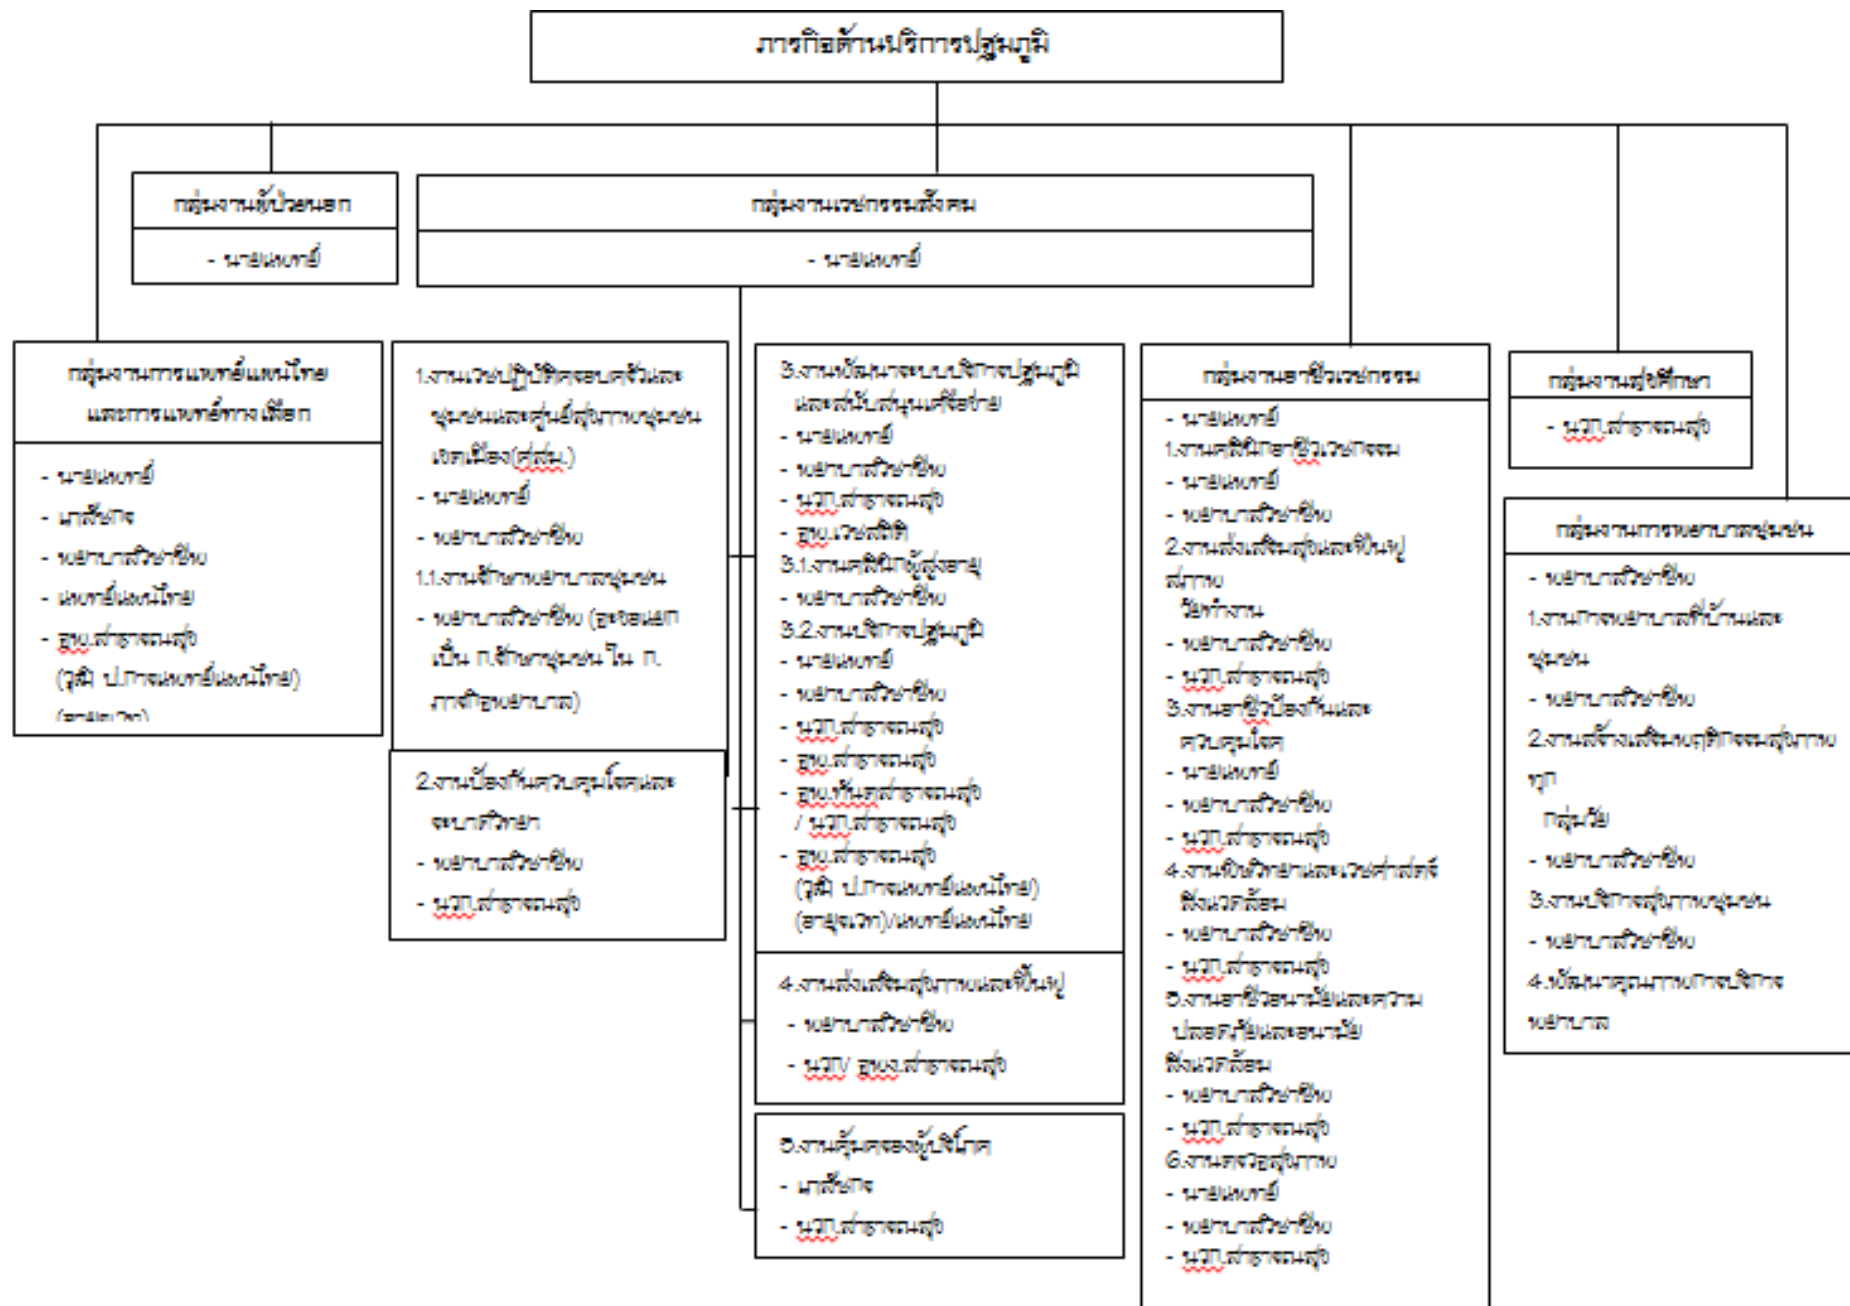 ภารกิจด้านบริการปฐมภูมิ
กลุ่มงานผู้ป่วยนอก
- นายแพทย์
กลุ่มงานเวชกรรมสังคม
- นายแพทย์
กลุ่มงานการแพทย์แผนไทย
และการแพทย์ทางเลือก
- นายแพทย์
- เภสัชกร
- พยาบาลวิชาชีพ
- แพทย์แผนไทย
- จพ.สาธารณสุข
(วุฒิ ป.การแพทย์แผนไทย)
(อายุรเวท)
1.งานเวชปฏิบัติครอบครัวและ
ชุมชนและศูนย์สุขภาพชุมชน
เขตเมือง(ศสม.)
- นายแพทย์
- พยาบาลวิชาชีพ
1.1.งานรักษาพยาบาลชุมชน
- พยาบาลวิชาชีพ (จะขอแยก
เป็น ก.รักษาชุมชน ใน ก.
ภารกิจพยาบาล)
2.งานป้องกันควบคุมโรคและ
ระบาดวิทยา
- พยาบาลวิชาชีพ
- นวก.สาธารณสุข
3.งานพัฒนาระบบบริการปฐมภูมิ
และสนับสนุนเครือข่าย
- นายแพทย์
- พยาบาลวิชาชีพ
- นวก.สาธารณสุข
- จพ.เวชสถิติ
3.1.งานคลินิกผู้สูงอายุ
- พยาบาลวิชาชีพ
3.2.งานบริการปฐมภูมิ
- นายแพทย์
- พยาบาลวิชาชีพ
- นวก.สาธารณสุข
- จพ.สาธารณสุข
- จพ.ทันตสาธารณสุข
/ นวก.สาธารณสุข
- จพ.สาธารณสุข
(วุฒิ ป.การแพทย์แผนไทย)
(อายุรเวท)/แพทย์แผนไทย
4.งานส่งเสริมสุขภาพและฟื้นฟู
- พยาบาลวิชาชีพ
- นวก/ จพง.สาธารณสุข
5.งานคุ้มครองผู้บริโภค
- เภสัชกร
- นวก.สาธารณสุข
กลุ่มงานอาชีวเวชกรรม
- นายแพทย์
1.งานคลินิกอาชีวเวชกรรม
- นายแพทย์
- พยาบาลวิชาชีพ
2.งานส่งเสริมสุขและฟื้นฟู
สภาพ
วัยทำงาน
- พยาบาลวิชาชีพ
- นวก.สาธารณสุข
3.งานอาชีวป้องกันและ
ควบคุมโรค
- นายแพทย์
- พยาบาลวิชาชีพ
- นวก.สาธารณสุข
4.งานพิษวิทยาและเวชศาสตร์
สิ่งแวดล้อม
- พยาบาลวิชาชีพ
- นวก.สาธารณสุข
5.งานอาชีวอนามัยและความ
ปลอดภัยและอนามัย
สิ่งแวดล้อม
- พยาบาลวิชาชีพ
- นวก.สาธารณสุข
6.งานตรวจสุขภาพ
- นายแพทย์
- พยาบาลวิชาชีพ
- นวก.สาธารณสุข
กลุ่มงานสุขศึกษา
- นวก.สาธารณสุข
กลุ่มงานการพยาบาลชุมชน
- พยาบาลวิชาชีพ
1.งานการพยาบาลที่บ้านและ
ชุมชน
- พยาบาลวิชาชีพ
2.งานสร้างเสริมพฤติกรรมสุขภาพ
ทุก
กลุ่มวัย
- พยาบาลวิชาชีพ
3.งานบริการสุขภาพชุมชน
- พยาบาลวิชาชีพ
4.พัฒนาคุณภาพการบริการ
พยาบาล